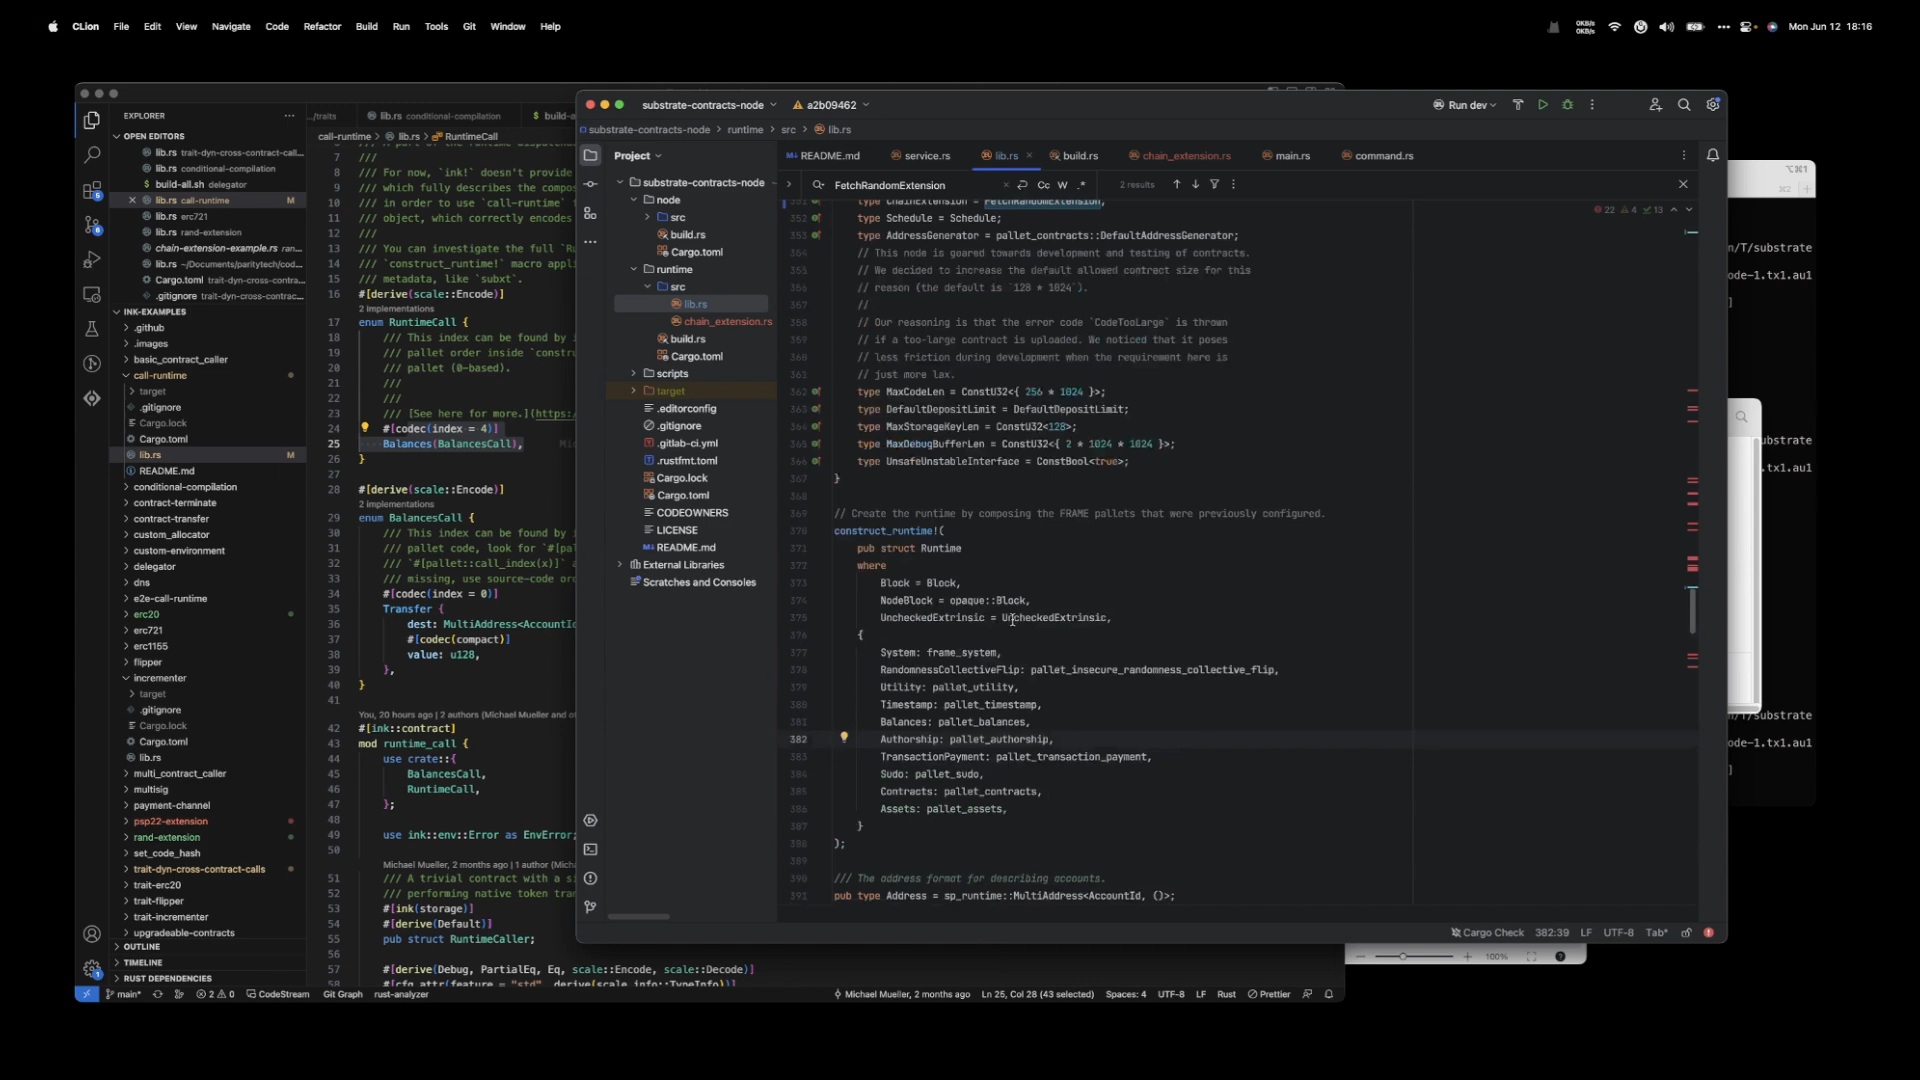 CLion File Edit View Navigate Code Refactor Build Run Tools Git Window Help
0KB/s
0KB/s
Mon Jun 12 18:16
EXPLORER
OPEN EDITORS
lib.rs trait-dyn-cross-contract-call...
lib.rs conditional-compilation
build-all.sh delegator
lib.rs call-runtime M
lib.rs erc721
lib.rs rand-extension
chain-extension-example.rs ran...
lib.rs ~/Documents/paritytech/cod...
Cargo.toml trait-dyn-cross-contra...
.gitignore trait-dyn-cross-contrac...
INK-EXAMPLES
.github
.images
basic_contract_caller
call-runtime
target
.gitignore
Cargo.lock
Cargo.toml
lib.rs M
README.md
conditional-compilation
contract-terminate
contract-transfer
custom_allocator
custom-environment
delegator
dns
e2e-call-runtime
erc20
erc721
erc1155
flipper
incrementer
target
.gitignore
Cargo.lock
Cargo.toml
lib.rs
multi_contract_caller
multisig
payment-channel
psp22-extension
rand-extension
set_code_hash
trait-dyn-cross-contract-calls
trait-erc20
trait-flipper
trait-incrementer
upgradeable-contracts
OUTLINE
TIMELINE
RUST DEPENDENCIES
.../traits lib.rs conditional-compilation $ build-a
call-runtime > lib.rs > RuntimeCall
7 ///
8 /// For now, `ink!` doesn't provide
9 /// which fully describes the compos
10 /// in order to use `call-runtime` 
11 /// object, which correctly encodes
12 ///
13 /// You can investigate the full `Ru
14 /// `construct_runtime!` macro appli
15 /// metadata, like `subxt`.
16 #[derive(scale::Encode)]
2 implementations
17 enum RuntimeCall {
18 /// This index can be found by i
19 /// pallet order inside `constru
20 /// pallet (0-based).
21 ///
22 ///
23 /// [See here for more.](https:/
24 #[codec(index = 4)]
25 Balances(BalancesCall),
26 }
27
28 #[derive(scale::Encode)]
2 implementations
29 enum BalancesCall {
30 /// This index can be found by i
31 /// pallet code, look for `#[pal
32 /// `#[pallet::call_index(x)]` a
33 /// missing, use source-code ord
34 #[codec(index = 0)]
35 Transfer {
36 dest: MultiAddress<AccountId
37 #[codec(compact)]
38 value: u128,
39 },
40 }
41
You, 20 hours ago | 2 authors (Michael Mueller and ot
42 #[ink::contract]
43 mod runtime_call {
44 use crate::{
45 BalancesCall,
46 RuntimeCall,
47 };
48
49 use ink::env::Error as EnvError;
50
Michael Mueller, 2 months ago | 1 author (Mich
51 /// A trivial contract with a si
52 /// performing native token tran
53 #[ink(storage)]
54 #[derive(Default)]
55 pub struct RuntimeCaller;
56
57 #[derive(Debug, PartialEq, Eq, scale::Encode, scale::Decode)]
58 #[cfg_attr(feature = "std", derive(scale_info::TypeInfo))]
main* 2 0 CodeStream Git Graph rust-analyzer Michael Mueller, 2 months ago Ln 25, Col 28 (43 selected) Spaces: 4 UTF-8 LF Rust Prettier
substrate-contracts-node a2b09462 Run dev
substrate-contracts-node > runtime > src > lib.rs
Project
substrate-contracts-node
node
src
build.rs
Cargo.toml
runtime
src
lib.rs
chain_extension.rs
build.rs
Cargo.toml
scripts
target
.editorconfig
.gitignore
.gitlab-ci.yml
.rustfmt.toml
Cargo.lock
Cargo.toml
CODEOWNERS
LICENSE
README.md
External Libraries
Scratches and Consoles
README.md service.rs lib.rs build.rs chain_extension.rs main.rs command.rs
FetchRandomExtension Cc W .* 2 results
22 4 13
351 type ChainExtension = FetchRandomExtension;
352 type Schedule = Schedule;
353 type AddressGenerator = pallet_contracts::DefaultAddressGenerator;
354 // This node is geared towards development and testing of contracts.
355 // We decided to increase the default allowed contract size for this
356 // reason (the default is `128 * 1024`).
357 //
358 // Our reasoning is that the error code `CodeTooLarge` is thrown
359 // if a too-large contract is uploaded. We noticed that it poses
360 // less friction during development when the requirement here is
361 // just more lax.
362 type MaxCodeLen = ConstU32<{ 256 * 1024 }>;
363 type DefaultDepositLimit = DefaultDepositLimit;
364 type MaxStorageKeyLen = ConstU32<128>;
365 type MaxDebugBufferLen = ConstU32<{ 2 * 1024 * 1024 }>;
366 type UnsafeUnstableInterface = ConstBool<true>;
367 }
368
369 // Create the runtime by composing the FRAME pallets that were previously configured.
370 construct_runtime!(
371 pub struct Runtime
372 where
373 Block = Block,
374 NodeBlock = opaque::Block,
375 UncheckedExtrinsic = UncheckedExtrinsic,
376 {
377 System: frame_system,
378 RandomnessCollectiveFlip: pallet_insecure_randomness_collective_flip,
379 Utility: pallet_utility,
380 Timestamp: pallet_timestamp,
381 Balances: pallet_balances,
382 Authorship: pallet_authorship,
383 TransactionPayment: pallet_transaction_payment,
384 Sudo: pallet_sudo,
385 Contracts: pallet_contracts,
386 Assets: pallet_assets,
387 }
388 );
389
390 /// The address format for describing accounts.
391 pub type Address = sp_runtime::MultiAddress<AccountId, ()>;
Cargo Check 382:39 LF UTF-8 Tab*
100%
⌥⌘1
⌘2
n/T/substrate
ode-1.tx1.au1
]
n/T/substrate
ode-1.tx1.au1
]
n/T/substrate
ode-1.tx1.au1
]